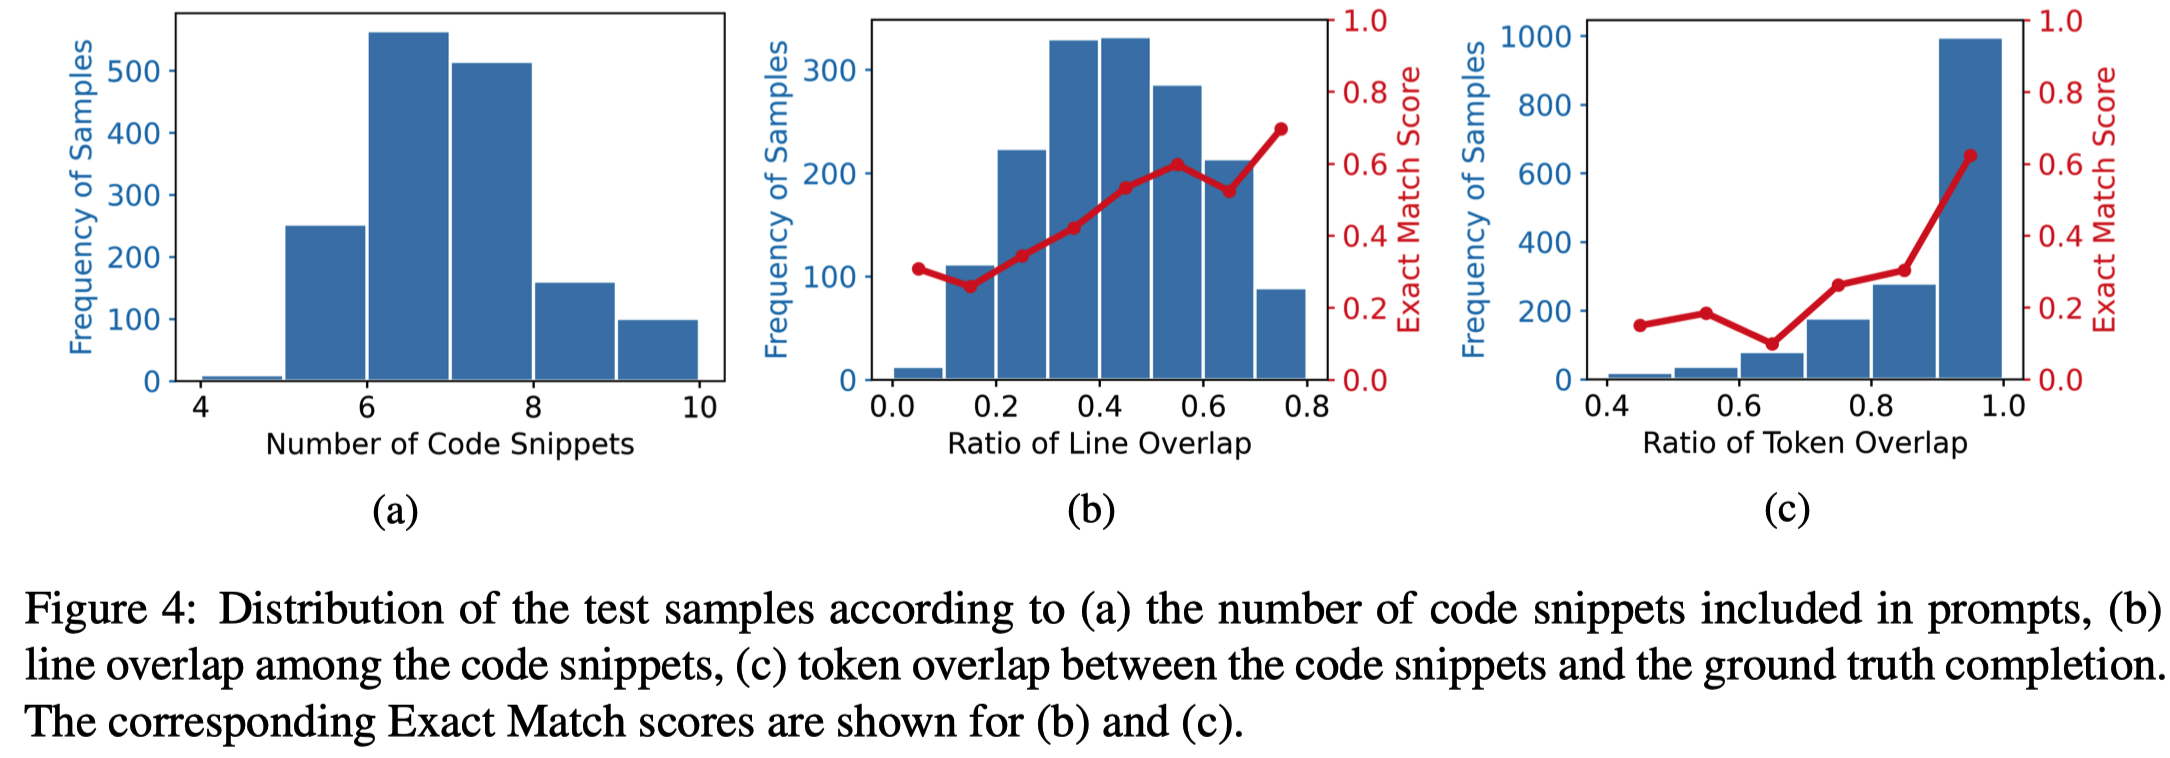 Frequency of Samples
500
400
300
200
100
0
4 6 8 10
Number of Code Snippets
(a)
Frequency of Samples
300
200
100
0
0.0 0.2 0.4 0.6 0.8
Ratio of Line Overlap
1.0
0.8
0.6
0.4
0.2
0.0
Exact Match Score
(b)
Frequency of Samples
1000
800
600
400
200
0
0.4 0.6 0.8 1.0
Ratio of Token Overlap
1.0
0.8
0.6
0.4
0.2
0.0
Exact Match Score
(c)
Figure 4: Distribution of the test samples according to (a) the number of code snippets included in prompts, (b)
line overlap among the code snippets, (c) token overlap between the code snippets and the ground truth completion.
The corresponding Exact Match scores are shown for (b) and (c).